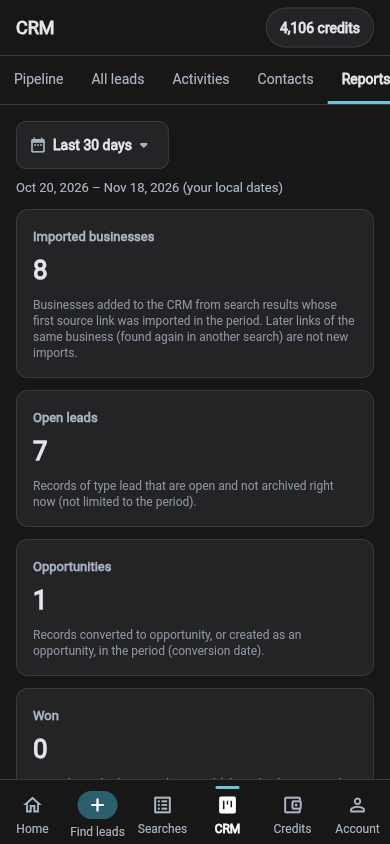 CRM
4,106 credits
Pipeline
All leads
Activities
Contacts
Reports
Last 30 days
Oct 20, 2026 – Nov 18, 2026 (your local dates)
Imported businesses
8
Businesses added to the CRM from search results whose
first source link was imported in the period. Later links of the
same business (found again in another search) are not new
imports.
Open leads
7
Records of type lead that are open and not archived right
now (not limited to the period).
Opportunities
1
Records converted to opportunity, or created as an
opportunity, in the period (conversion date).
Won
0
Home
Find leads
Searches
CRM
Credits
Account